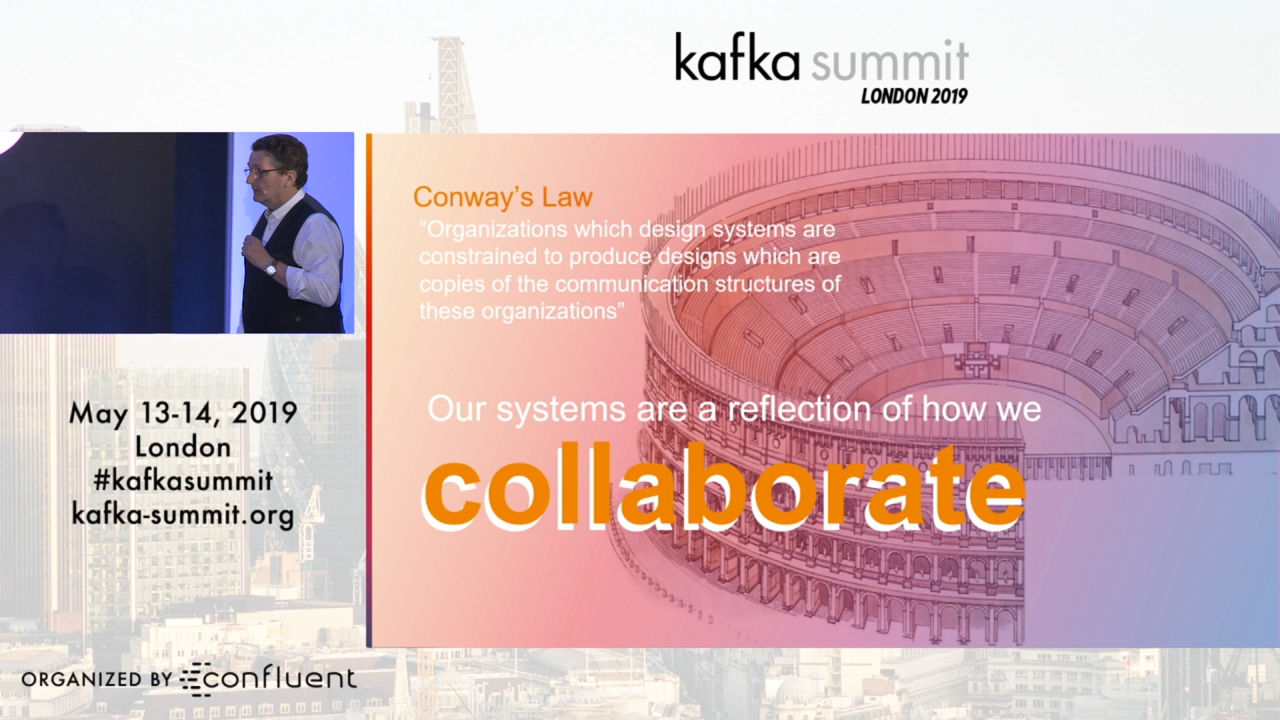 kafka summit
LONDON 2019
Conway's Law
“Organizations which design systems are
constrained to produce designs which are
copies of the communication structures of
these organizations”
Our systems are a reflection of how we
collaborate
May 13-14, 2019
London
#kafkasummit
kafka-summit.org
ORGANIZED BY confluent